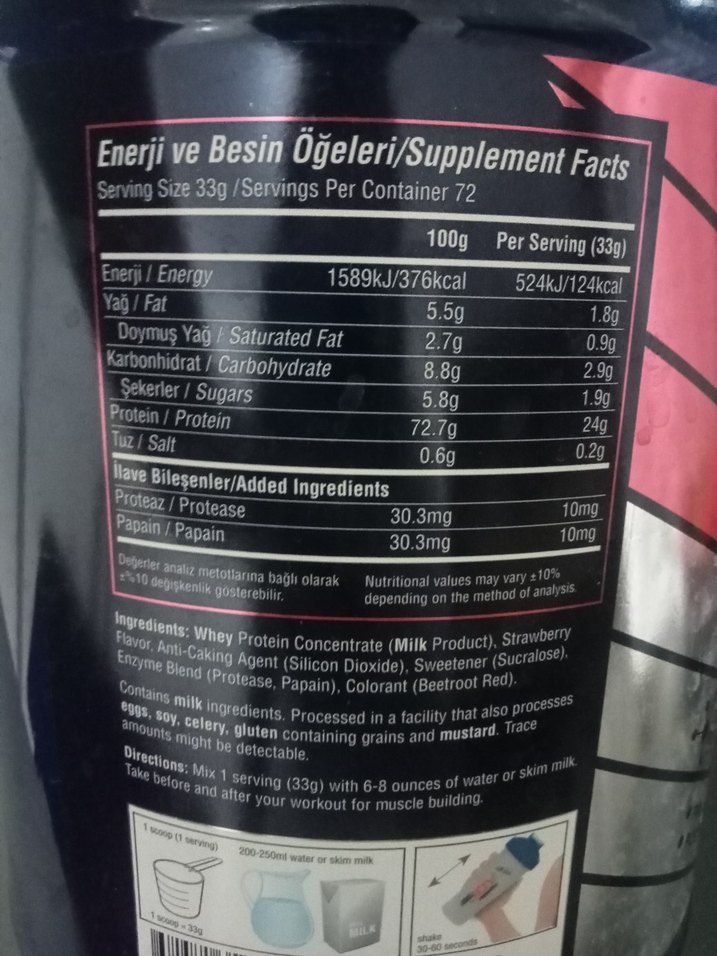 Enerji ve Besin Öğeleri/Supplement Facts
Serving Size 33g /Servings Per Container 72
100g Per Serving (33g)
Enerji / Energy 1589kJ/376kcal 524kJ/124kcal
Yağ / Fat 5.5g 1.8g
Doymuş Yağ / Saturated Fat 2.7g 0.9g
Karbonhidrat / Carbohydrate 8.8g 2.9g
Şekerler / Sugars 5.8g 1.9g
Protein / Protein 72.7g 24g
Tuz / Salt 0.6g 0.2g
İlave Bileşenler/Added Ingredients
Proteaz / Protease 30.3mg 10mg
Papain / Papain 30.3mg 10mg
Değerler analiz metotlarına bağlı olarak
±%10 değişkenlik gösterebilir.
Nutritional values may vary ±10%
depending on the method of analysis.
Ingredients: Whey Protein Concentrate (Milk Product), Strawberry
Flavor, Anti-Caking Agent (Silicon Dioxide), Sweetener (Sucralose),
Enzyme Blend (Protease, Papain), Colorant (Beetroot Red).
Contains milk ingredients. Processed in a facility that also processes
eggs, soy, celery, gluten containing grains and mustard. Trace
amounts might be detectable.
Directions: Mix 1 serving (33g) with 6-8 ounces of water or skim milk.
Take before and after your workout for muscle building.
1 scoop (1 serving)
1 scoop = 33g
200-250ml water or skim milk
MILK
shake
30-60 seconds